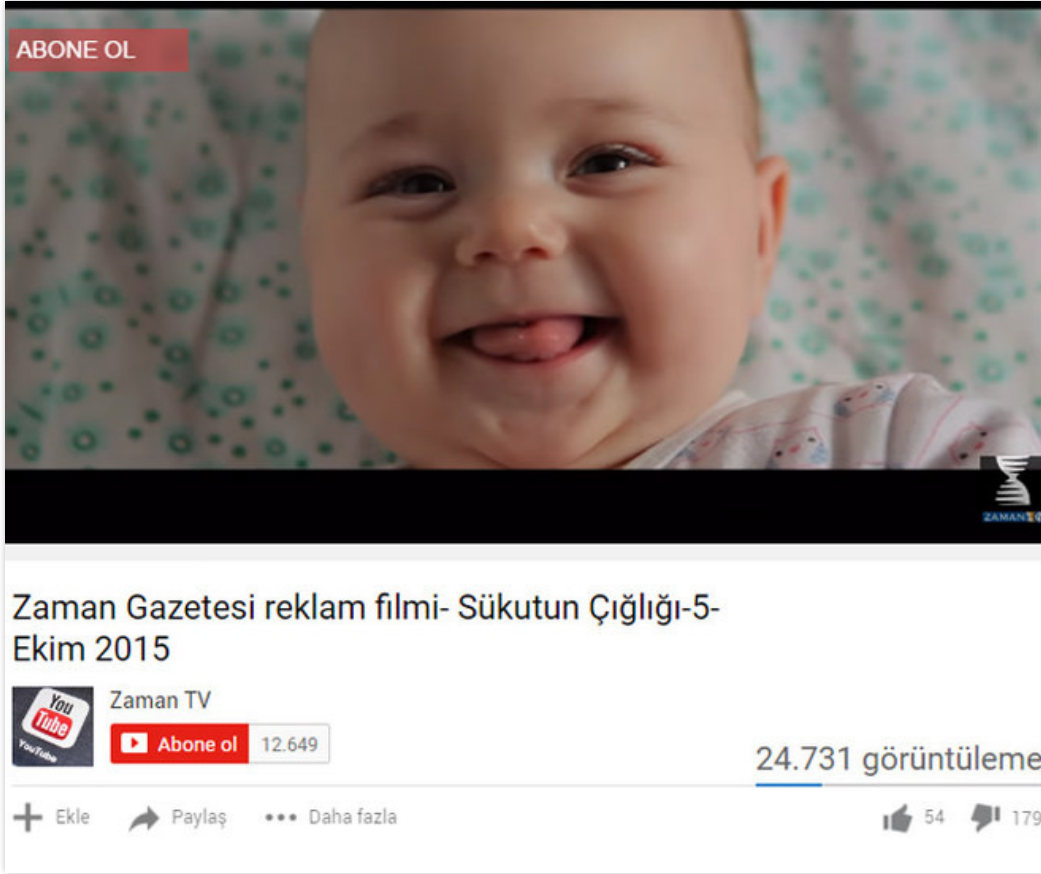 ABONE OL
ZAMAN
Zaman Gazetesi reklam filmi- Sükutun Çığlığı-5-
Ekim 2015
You
Tube
YouTube
Zaman TV
Abone ol 12.649
24.731 görüntüleme
Ekle Paylaş Daha fazla 54 179